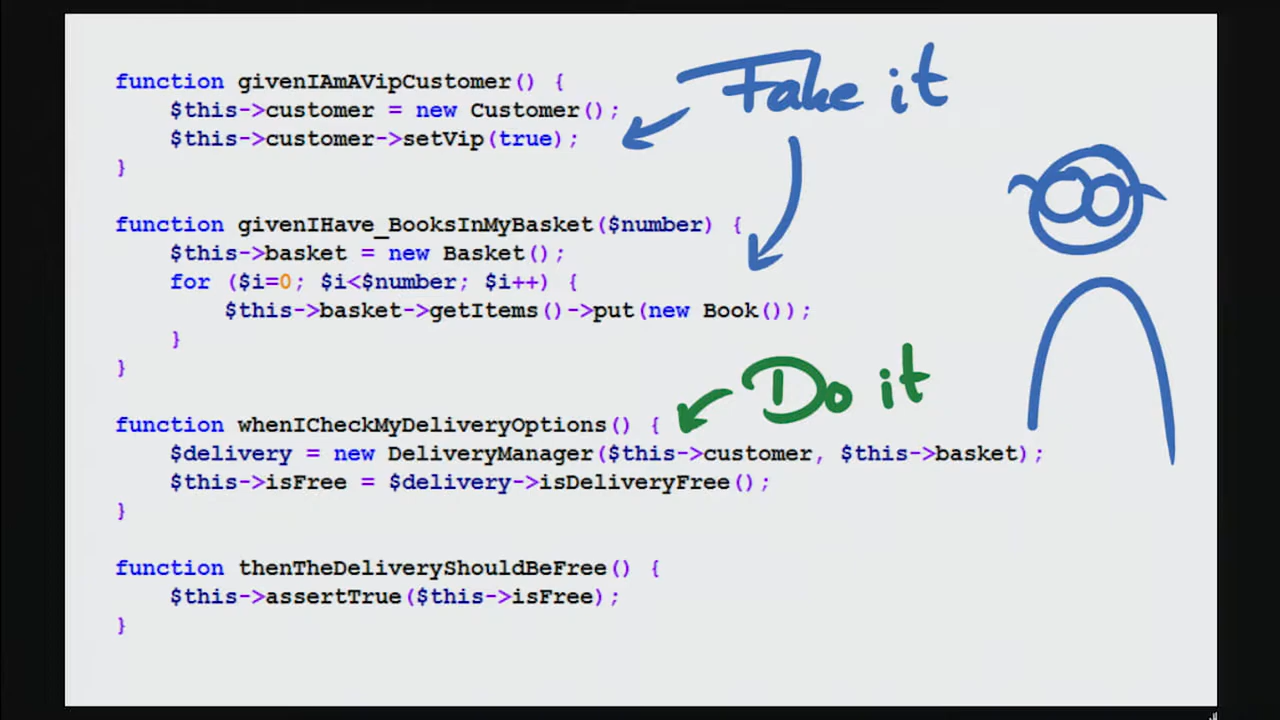 function givenIAmAVipCustomer() {
$this->customer = new Customer();
$this->customer->setVip(true);
}
Fake it
function givenIHave_BooksInMyBasket($number) {
$this->basket = new Basket();
for ($i=0; $i<$number; $i++) {
$this->basket->getItems()->put(new Book());
}
}
Do it
function whenICheckMyDeliveryOptions() {
$delivery = new DeliveryManager($this->customer, $this->basket);
$this->isFree = $delivery->isDeliveryFree();
}
function thenTheDeliveryShouldBeFree() {
$this->assertTrue($this->isFree);
}